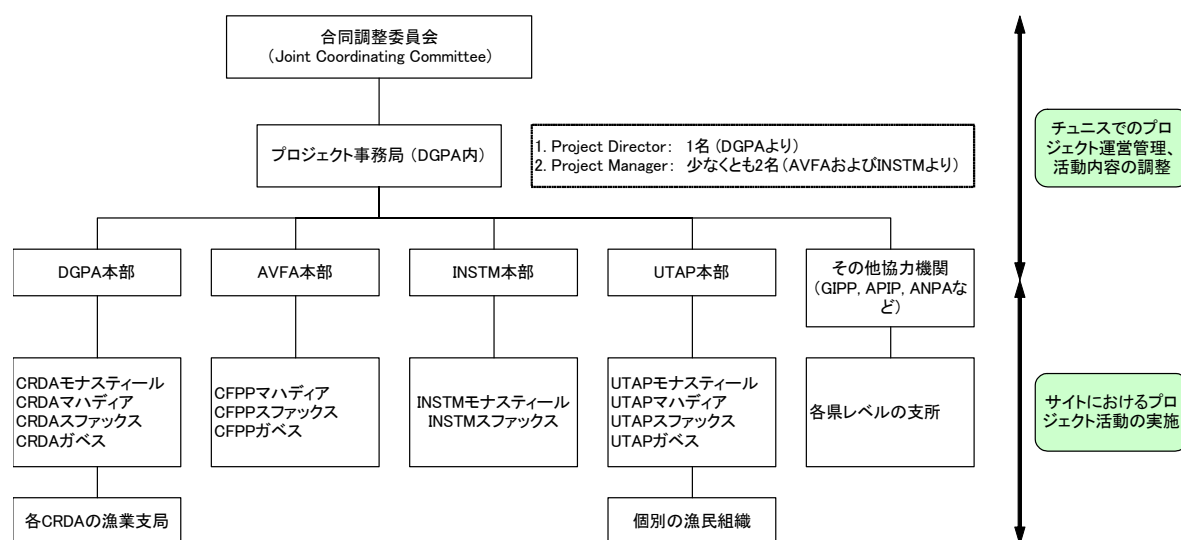 合同調整委員会
(Joint Coordinating Committee)
プロジェクト事務局 (DGPA内)
1. Project Director: 1名 (DGPAより)
2. Project Manager: 少なくとも2名 (AVFAおよびINSTMより)
チュニスでのプロ
ジェクト運営管理、
活動内容の調整
DGPA本部
AVFA本部
INSTM本部
UTAP本部
その他協力機関
(GIPP, APIP, ANPAな
ど)
CRDAモナスティール
CRDAマハディア
CRDAスファックス
CRDAガベス
CFPPマハディア
CFPPスファックス
CFPPガベス
INSTMモナスティール
INSTMスファックス
UTAPモナスティール
UTAPマハディア
UTAPスファックス
UTAPガベス
各県レベルの支所
サイトにおけるプロ
ジェクト活動の実施
各CRDAの漁業支局
個別の漁民組織